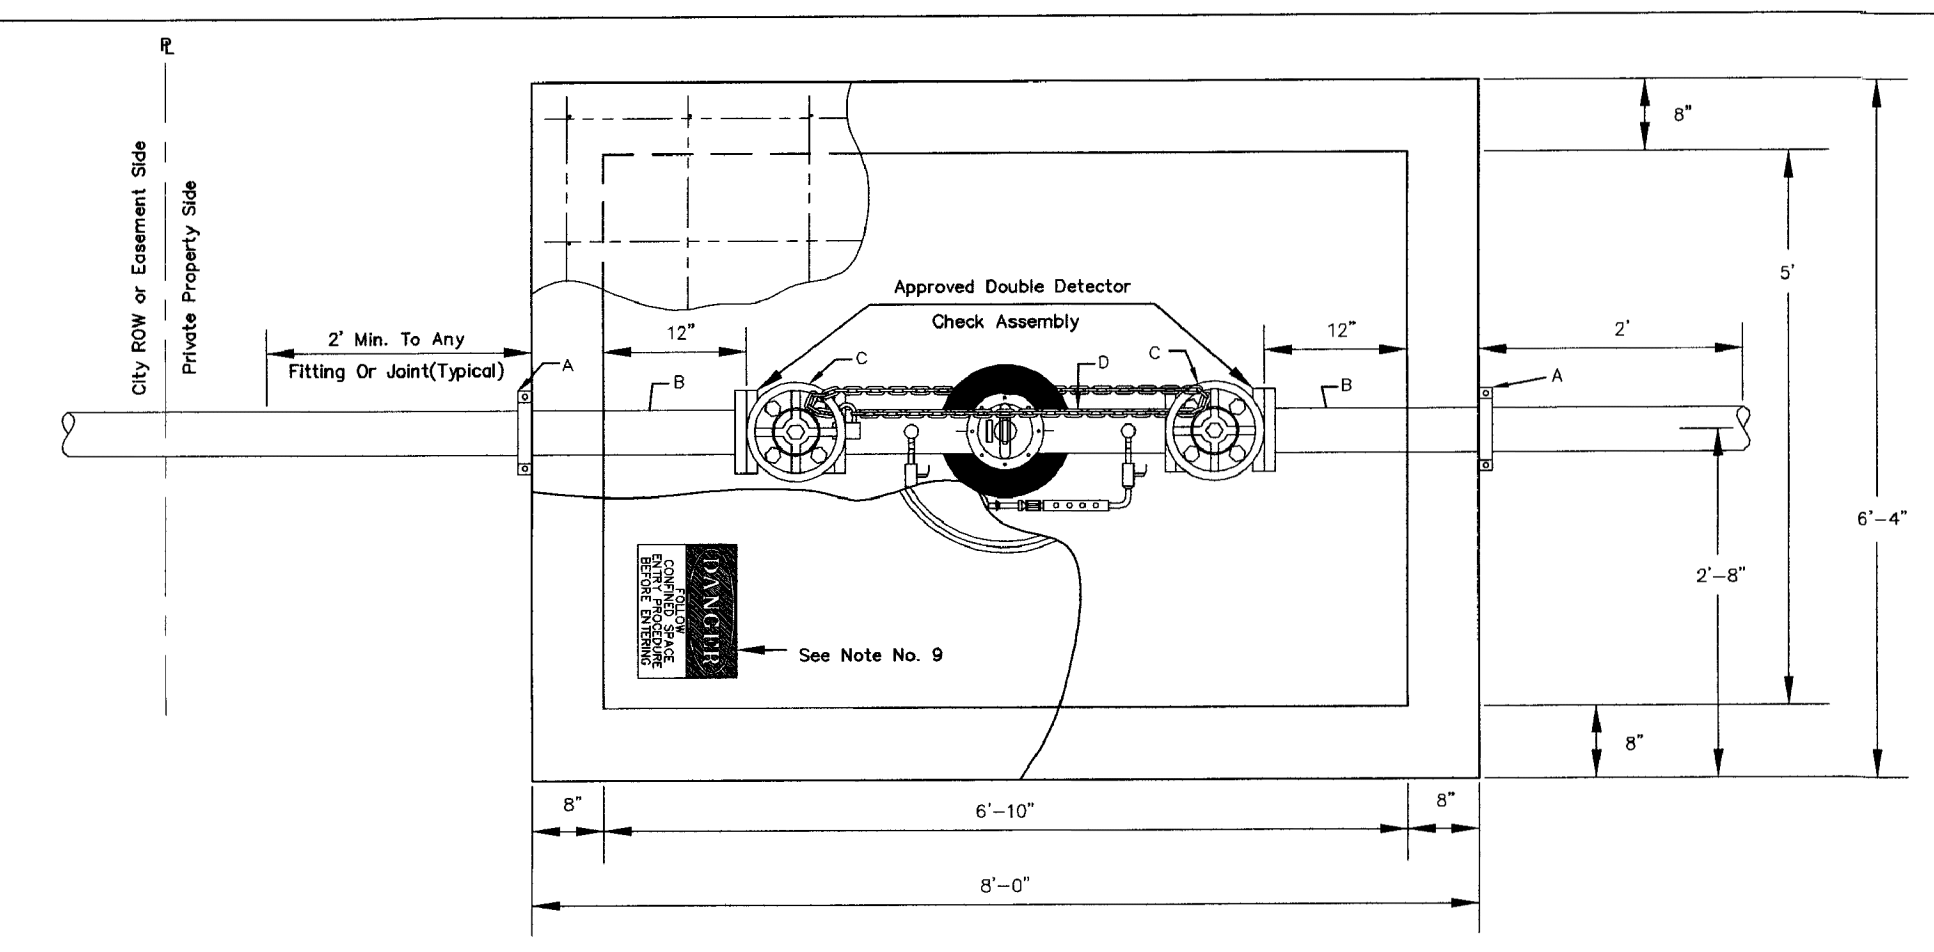 PL
City ROW or Easement Side
Private Property Side
8"
5'
Approved Double Detector
Check Assembly
2' Min. To Any
Fitting Or Joint(Typical)
12"
12"
2'
A
B
C
D
C
B
A
6'-4"
2'-8"
DANGER
FOLLOW
CONFINED SPACE
ENTRY PROCEDURE
BEFORE ENTERING
See Note No. 9
8"
8"
6'-10"
8"
8'-0"